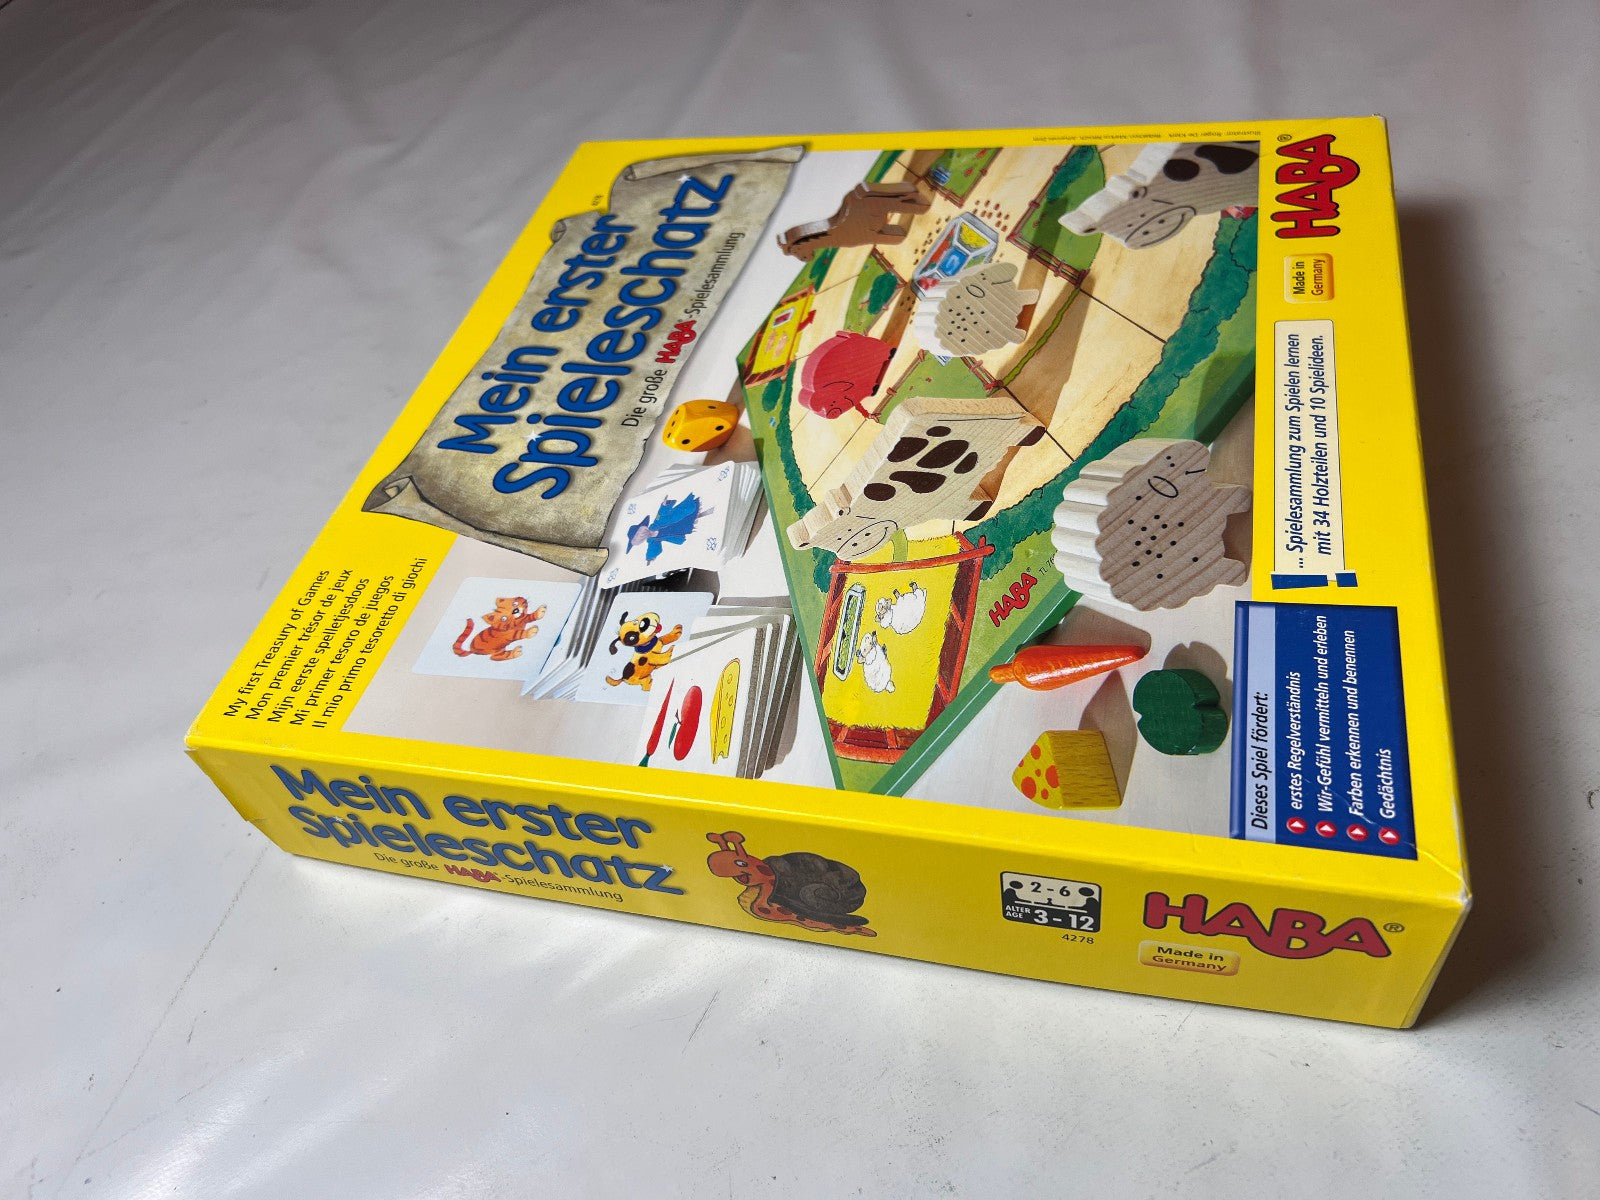 Mein erster
Spieleschatz
Die große HABA®-Spielesammlung
4278
My first Treasury of Games
Mon premier trésor de jeux
Mijn eerste spelletjesdoos
Mi primer tesoro de juegos
Il mio primo tesoretto di giochi
HABA®
Made in
Germany
... Spielesammlung zum Spielen lernen
mit 34 Holzteilen und 10 Spielideen.
Dieses Spiel fördert:
erstes Regelverständnis
Wir-Gefühl vermitteln und erleben
Farben erkennen und benennen
Gedächtnis
HABA®
Mein erster
Spieleschatz
Die große HABA®-Spielesammlung
2 - 6
ALTER
AGE
3 - 12
4278
HABA®
Made in
Germany